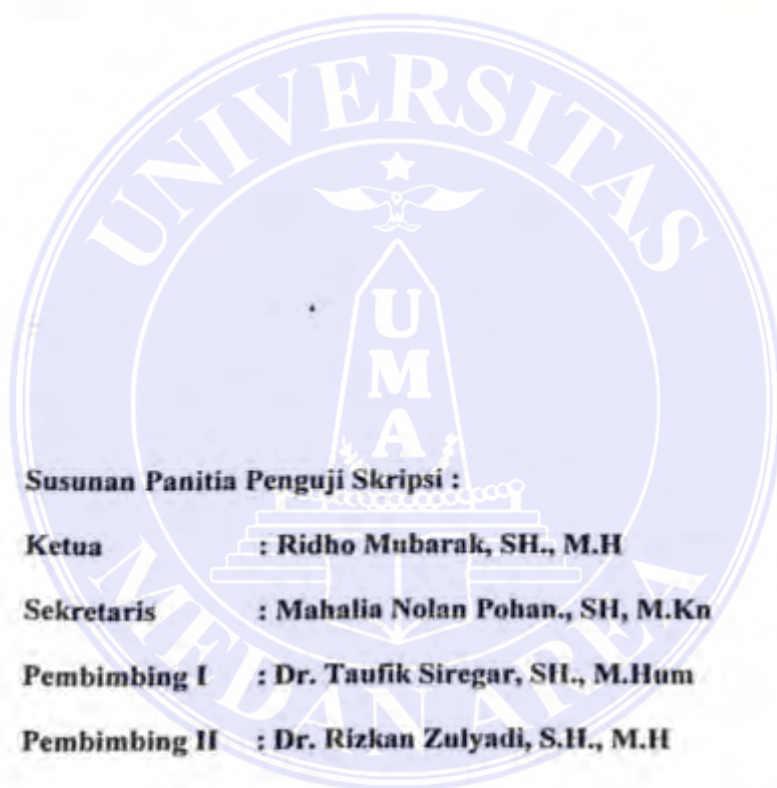 UNIVERSITAS
UMA
Susunan Panitia Penguji Skripsi :
Ketua : Ridho Mubarak, SH., M.H
Sekretaris : Mahalia Nolan Pohan., SH, M.Kn
Pembimbing I : Dr. Taufik Siregar, SH., M.Hum
Pembimbing II : Dr. Rizkan Zulyadi, S.H., M.H
MEDAN AREA